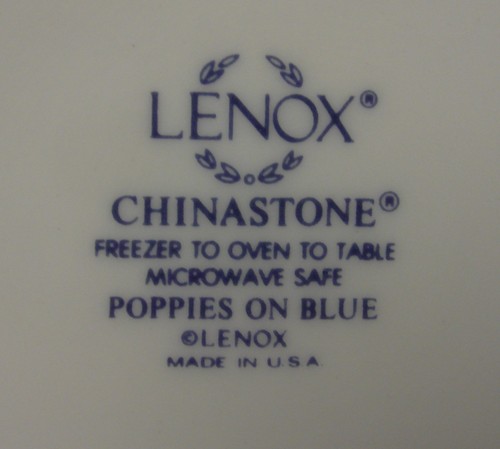 LENOX®
CHINASTONE®
FREEZER TO OVEN TO TABLE
MICROWAVE SAFE
POPPIES ON BLUE
©LENOX
MADE IN U.S.A.